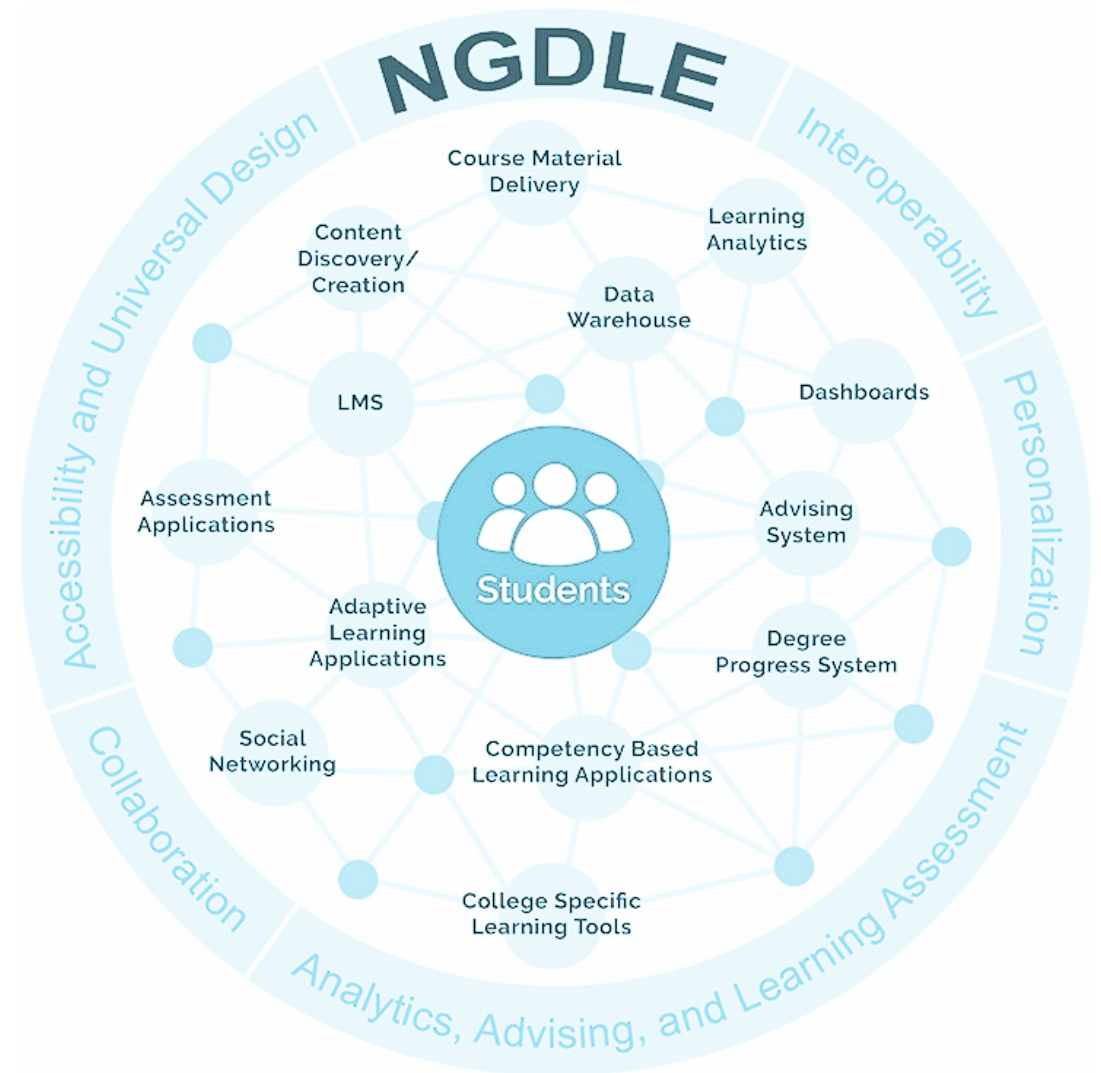 NGDLE
Accessibility and Universal Design
Interoperability
Personalization
Analytics, Advising, and Learning Assessment
Collaboration
Course Material
Delivery
Learning
Analytics
Content
Discovery/
Creation
Data
Warehouse
LMS
Dashboards
Assessment
Applications
Advising
System
Students
Adaptive
Learning
Applications
Degree
Progress System
Social
Networking
Competency Based
Learning Applications
College Specific
Learning Tools